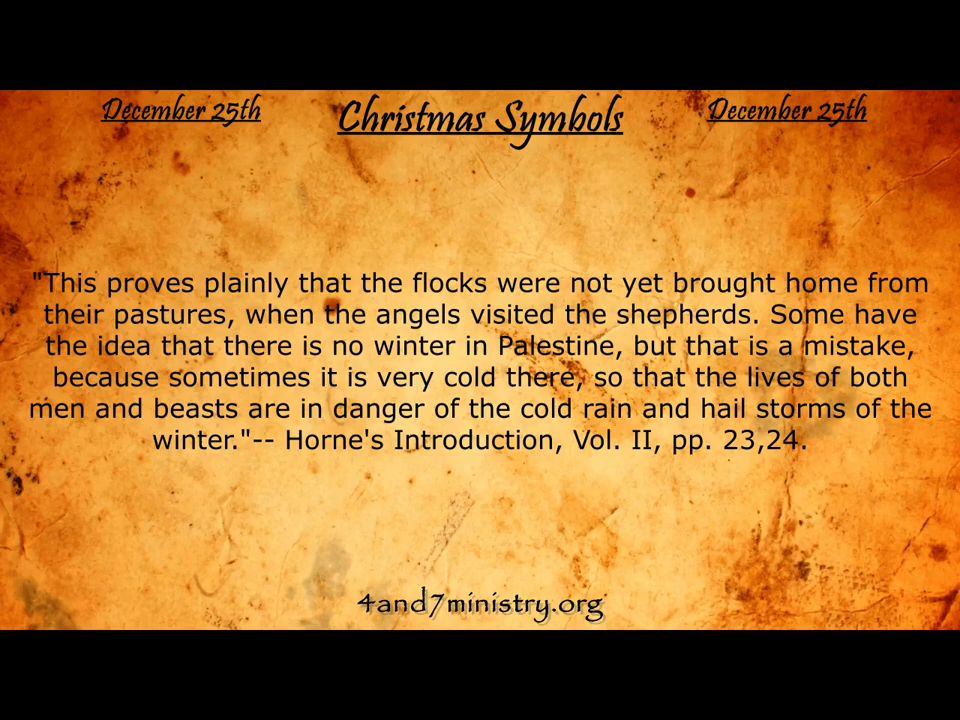 December 25th
Christmas Symbols
December 25th
"This proves plainly that the flocks were not yet brought home from
their pastures, when the angels visited the shepherds. Some have
the idea that there is no winter in Palestine, but that is a mistake,
because sometimes it is very cold there, so that the lives of both
men and beasts are in danger of the cold rain and hail storms of the
winter."-- Horne's Introduction, Vol. II, pp. 23,24.
4and7ministry.org